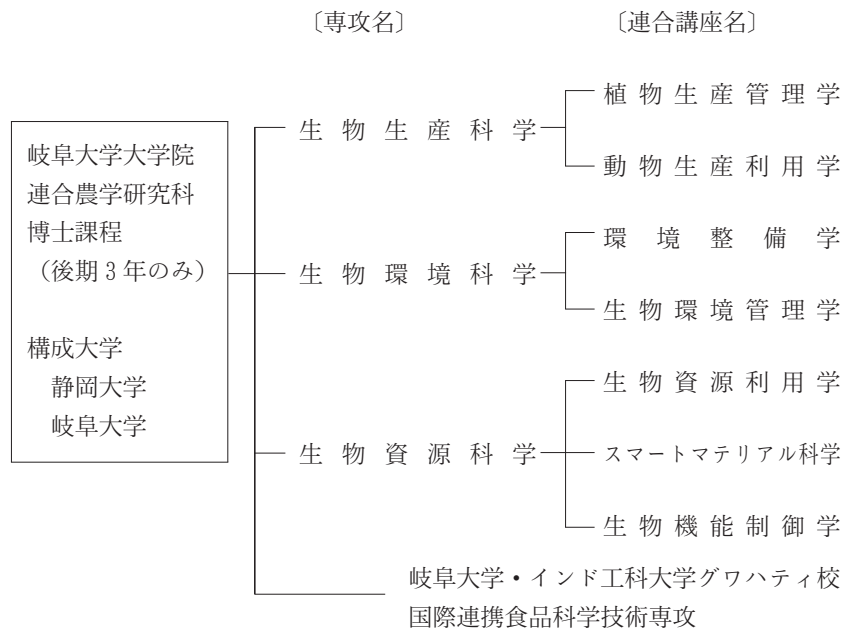 〔専攻名〕
〔連合講座名〕
岐阜大学大学院
連合農学研究科
博士課程
（後期３年のみ）
構成大学
静岡大学
岐阜大学
生物生産科学
植物生産管理学
動物生産利用学
生物環境科学
環境整備学
生物環境管理学
生物資源科学
生物資源利用学
スマートマテリアル科学
生物機能制御学
岐阜大学・インド工科大学グワハティ校
国際連携食品科学技術専攻